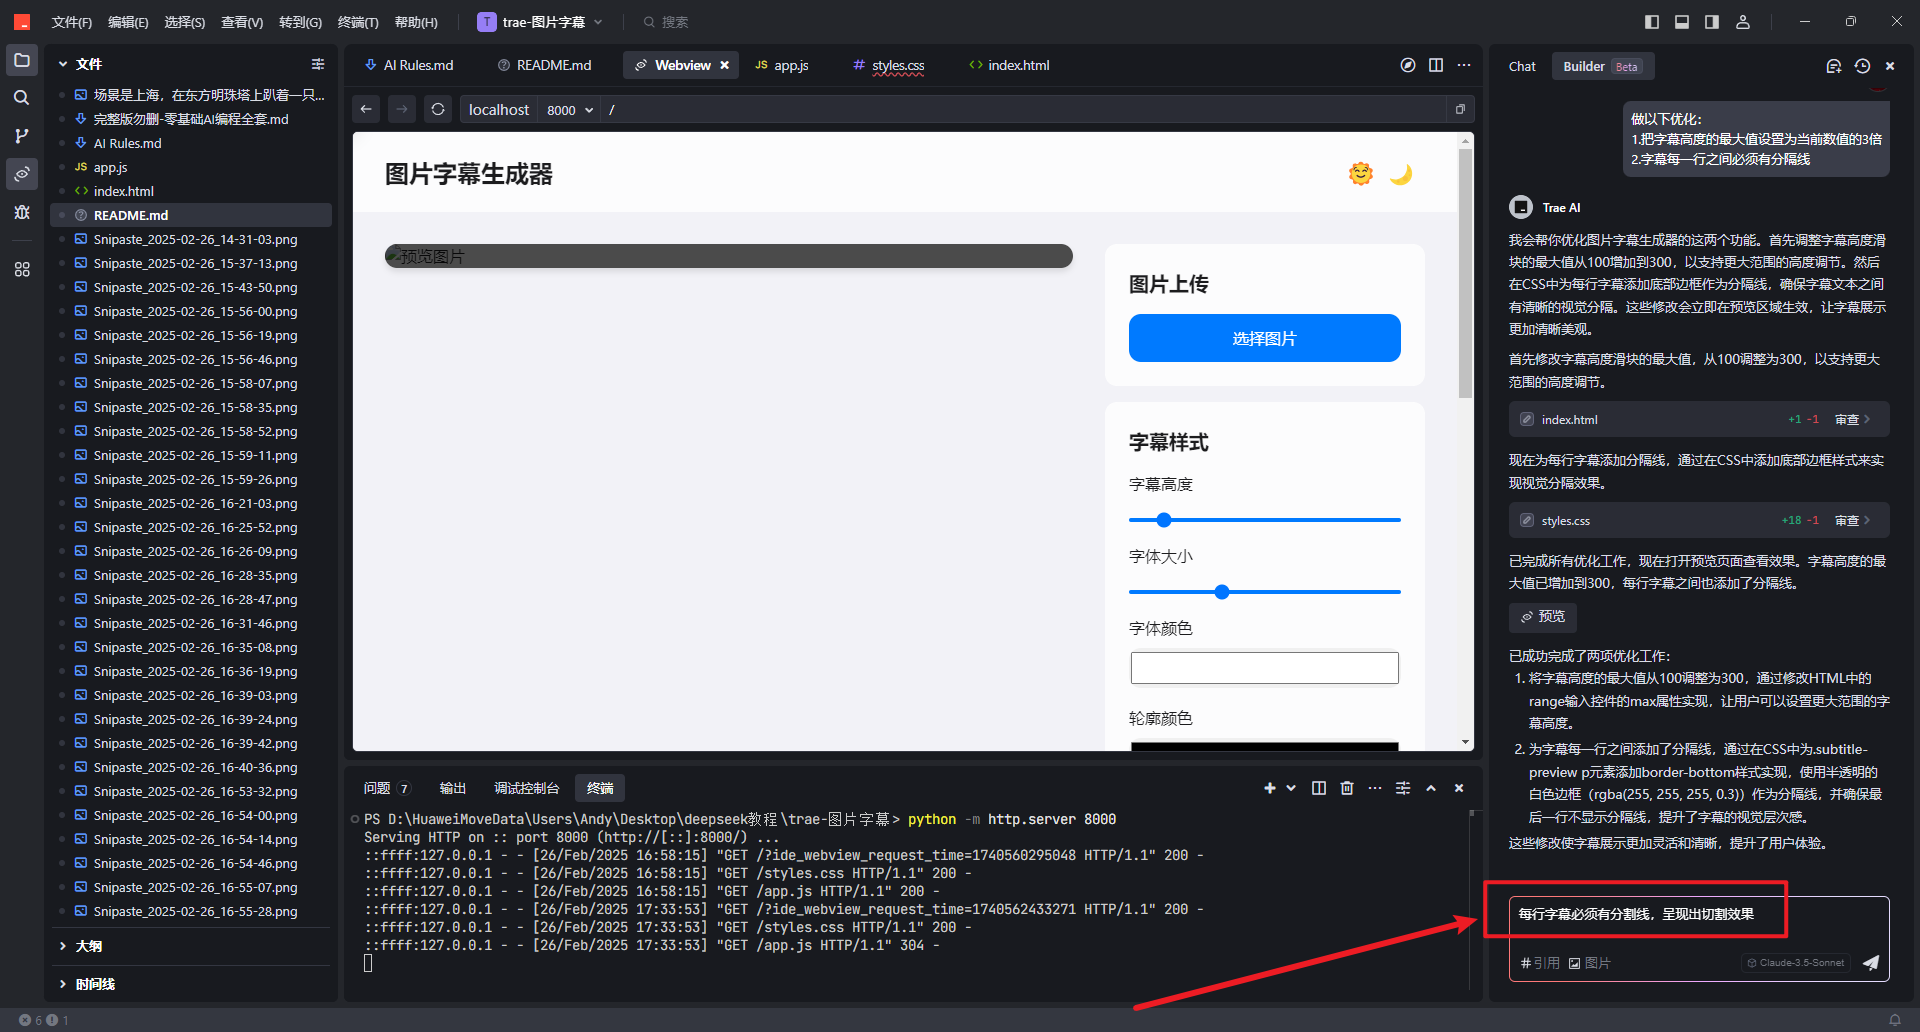 文件(F) 编辑(E) 选择(S) 查看(V) 转到(G) 终端(T) 帮助(H) T trae-图片字幕 搜索
文件
场景是上海，在东方明珠塔上趴着一只...
完整版勿删-零基础AI编程全套.md
AI Rules.md
JS app.js
index.html
README.md
Snipaste_2025-02-26_14-31-03.png
Snipaste_2025-02-26_15-37-13.png
Snipaste_2025-02-26_15-43-50.png
Snipaste_2025-02-26_15-56-00.png
Snipaste_2025-02-26_15-56-19.png
Snipaste_2025-02-26_15-56-46.png
Snipaste_2025-02-26_15-58-07.png
Snipaste_2025-02-26_15-58-35.png
Snipaste_2025-02-26_15-58-52.png
Snipaste_2025-02-26_15-59-11.png
Snipaste_2025-02-26_15-59-26.png
Snipaste_2025-02-26_16-21-03.png
Snipaste_2025-02-26_16-25-52.png
Snipaste_2025-02-26_16-26-09.png
Snipaste_2025-02-26_16-28-35.png
Snipaste_2025-02-26_16-28-47.png
Snipaste_2025-02-26_16-31-46.png
Snipaste_2025-02-26_16-35-08.png
Snipaste_2025-02-26_16-36-19.png
Snipaste_2025-02-26_16-39-03.png
Snipaste_2025-02-26_16-39-24.png
Snipaste_2025-02-26_16-39-42.png
Snipaste_2025-02-26_16-40-36.png
Snipaste_2025-02-26_16-53-32.png
Snipaste_2025-02-26_16-54-00.png
Snipaste_2025-02-26_16-54-14.png
Snipaste_2025-02-26_16-54-46.png
Snipaste_2025-02-26_16-55-07.png
Snipaste_2025-02-26_16-55-28.png
大纲
时间线
6 1
AI Rules.md README.md Webview JS app.js # styles.css index.html
localhost 8000 /
图片字幕生成器
预览图片
图片上传
选择图片
字幕样式
字幕高度
字体大小
字体颜色
轮廓颜色
问题 7 输出 调试控制台 终端
PS D:\HuaweiMoveData\Users\Andy\Desktop\deepseek教程\trae-图片字幕> python -m http.server 8000
Serving HTTP on :: port 8000 (http://[::]:8000/) ...
::ffff:127.0.0.1 - - [26/Feb/2025 16:58:15] "GET /?ide_webview_request_time=1740560295048 HTTP/1.1" 200 -
::ffff:127.0.0.1 - - [26/Feb/2025 16:58:15] "GET /styles.css HTTP/1.1" 200 -
::ffff:127.0.0.1 - - [26/Feb/2025 16:58:15] "GET /app.js HTTP/1.1" 200 -
::ffff:127.0.0.1 - - [26/Feb/2025 17:33:53] "GET /?ide_webview_request_time=1740562433271 HTTP/1.1" 200 -
::ffff:127.0.0.1 - - [26/Feb/2025 17:33:53] "GET /styles.css HTTP/1.1" 200 -
::ffff:127.0.0.1 - - [26/Feb/2025 17:33:53] "GET /app.js HTTP/1.1" 304 -
Chat Builder Beta
做以下优化：
1.把字幕高度的最大值设置为当前数值的3倍
2.字幕每一行之间必须有分隔线
Trae AI
我会帮你优化图片字幕生成器的这两个功能。首先调整字幕高度滑
块的最大值从100增加到300，以支持更大范围的高度调节。然后
在CSS中为每行字幕添加底部边框作为分隔线，确保字幕文本之间
有清晰的视觉分隔。这些修改会立即在预览区域生效，让字幕展示
更加清晰美观。
首先修改字幕高度滑块的最大值，从100调整为300，以支持更大
范围的高度调节。
index.html +1 -1 审查
现在为每行字幕添加分隔线，通过在CSS中添加底部边框样式来实
现视觉分隔效果。
styles.css +18 -1 审查
已完成所有优化工作，现在打开预览页面查看效果。字幕高度的最
大值已增加到300，每行字幕之间也添加了分隔线。
预览
已成功完成了两项优化工作：
1. 将字幕高度的最大值从100调整为300，通过修改HTML中的
range输入控件的max属性实现，让用户可以设置更大范围的字
幕高度。
2. 为字幕每一行之间添加了分隔线，通过在CSS中为.subtitle-
preview p元素添加border-bottom样式实现，使用半透明的
白色边框（rgba(255, 255, 255, 0.3)）作为分隔线，并确保最
后一行不显示分隔线，提升了字幕的视觉层次感。
这些修改使字幕展示更加灵活和清晰，提升了用户体验。
每行字幕必须有分割线，呈现出切割效果
#引用 图片 Claude-3.5-Sonnet